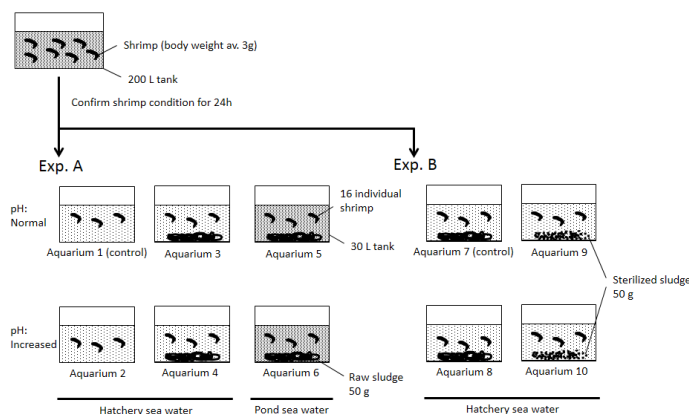 Shrimp (body weight av. 3g)
200 L tank
Confirm shrimp condition for 24h
Exp. A
Exp. B
pH:
Normal
16 individual
shrimp
30 L tank
Aquarium 1 (control)
Aquarium 3
Aquarium 5
Aquarium 7 (control)
Aquarium 9
Sterilized sludge
50 g
pH:
Increased
Aquarium 2
Aquarium 4
Aquarium 6
Aquarium 8
Aquarium 10
Raw sludge
50 g
Hatchery sea water
Pond sea water
Hatchery sea water